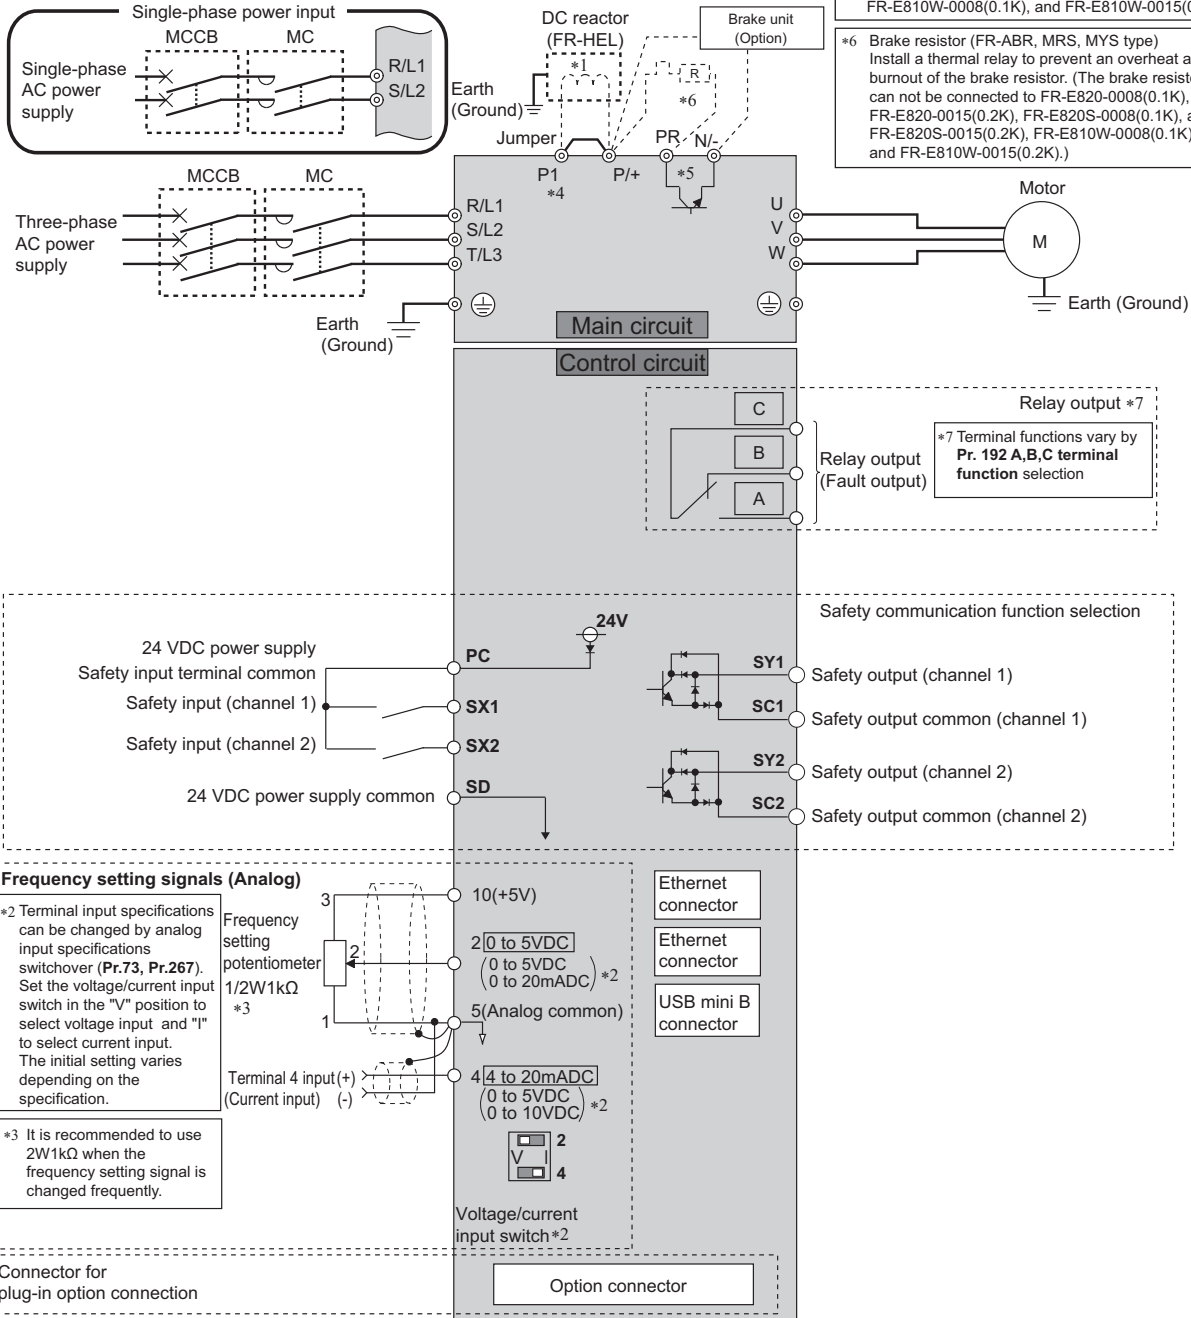 Single-phase power input
MCCB
MC
Single-phase
AC power
supply
R/L1
S/L2
DC reactor
(FR-HEL)
*1
Brake unit
(Option)
R
*6
Earth
(Ground)
Jumper
P1
*4
P/+
PR
*5
N/-
FR-E810W-0008(0.1K), and FR-E810W-0015(0
*6 Brake resistor (FR-ABR, MRS, MYS type)
Install a thermal relay to prevent an overheat a
burnout of the brake resistor. (The brake resist
can not be connected to FR-E820-0008(0.1K),
FR-E820-0015(0.2K), FR-E820S-0008(0.1K), a
FR-E820S-0015(0.2K), FR-E810W-0008(0.1K)
and FR-E810W-0015(0.2K).)
MCCB
MC
Three-phase
AC power
supply
R/L1
S/L2
T/L3
Earth
(Ground)
U
V
W
Motor
M
Earth (Ground)
Main circuit
Control circuit
C
B
A
Relay output *7
Relay output
(Fault output)
*7 Terminal functions vary by
Pr. 192 A,B,C terminal
function selection
Safety communication function selection
24 VDC power supply
Safety input terminal common
PC
24V
Safety input (channel 1)
SX1
Safety input (channel 2)
SX2
24 VDC power supply common
SD
SY1
Safety output (channel 1)
SC1
Safety output common (channel 1)
SY2
Safety output (channel 2)
SC2
Safety output common (channel 2)
Frequency setting signals (Analog)
*2 Terminal input specifications
can be changed by analog
input specifications
switchover (Pr.73, Pr.267).
Set the voltage/current input
switch in the "V" position to
select voltage input and "I"
to select current input.
The initial setting varies
depending on the
specification.
*3 It is recommended to use
2W1kΩ when the
frequency setting signal is
changed frequently.
Frequency
setting
potentiometer
1/2W1kΩ
*3
3
2
1
Terminal 4 input (+)
(Current input) (-)
10(+5V)
2 0 to 5VDC
(0 to 5VDC
0 to 20mADC) *2
5(Analog common)
4 4 to 20mADC
(0 to 5VDC
0 to 10VDC) *2
2
V I
4
Voltage/current
input switch*2
Ethernet
connector
Ethernet
connector
USB mini B
connector
Connector for
plug-in option connection
Option connector